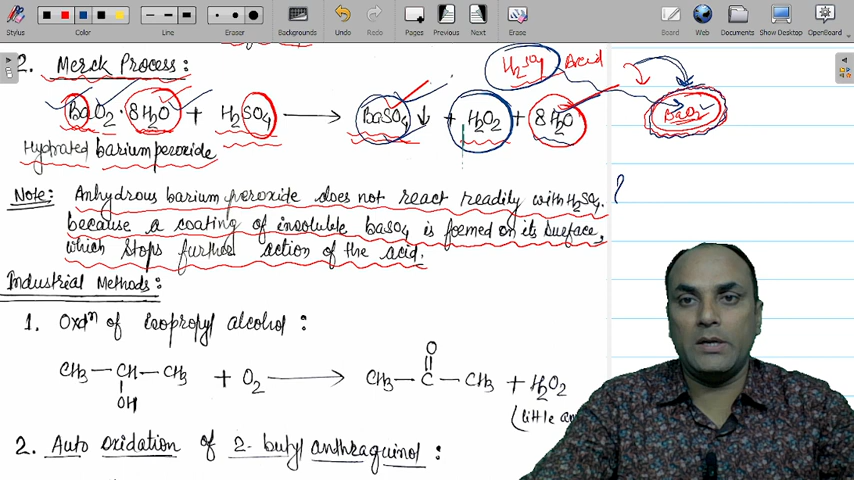 Stylus
Color
Line
Eraser
Backgrounds
Undo
Redo
Pages
Previous
Next
Erase
Board
Web
Documents
Show Desktop
OpenBoard
2. Merck Process:
H₂SO₄ Acid
BaO₂·8H₂O + H₂SO₄ → BaSO₄ ↓ + H₂O₂ + 8H₂O
BaO₂
Hydrated barium peroxide
Note: Anhydrous barium peroxide does not react readily with H₂SO₄.
because a coating of insoluble BaSO₄ is formed on its surface,
which stops further action of the acid.
Industrial Methods:
1. Oxdⁿ of Isopropyl alcohol:
O
CH₃—CH—CH₃ + O₂ → CH₃—C—CH₃ + H₂O₂
OH
(little
2. Auto oxidation of 2-butyl anthraquinol: